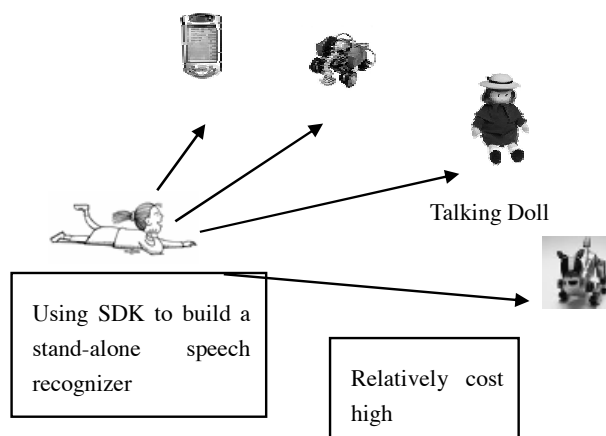 Talking Doll
Using SDK to build a
stand-alone speech
recognizer
Relatively cost
high